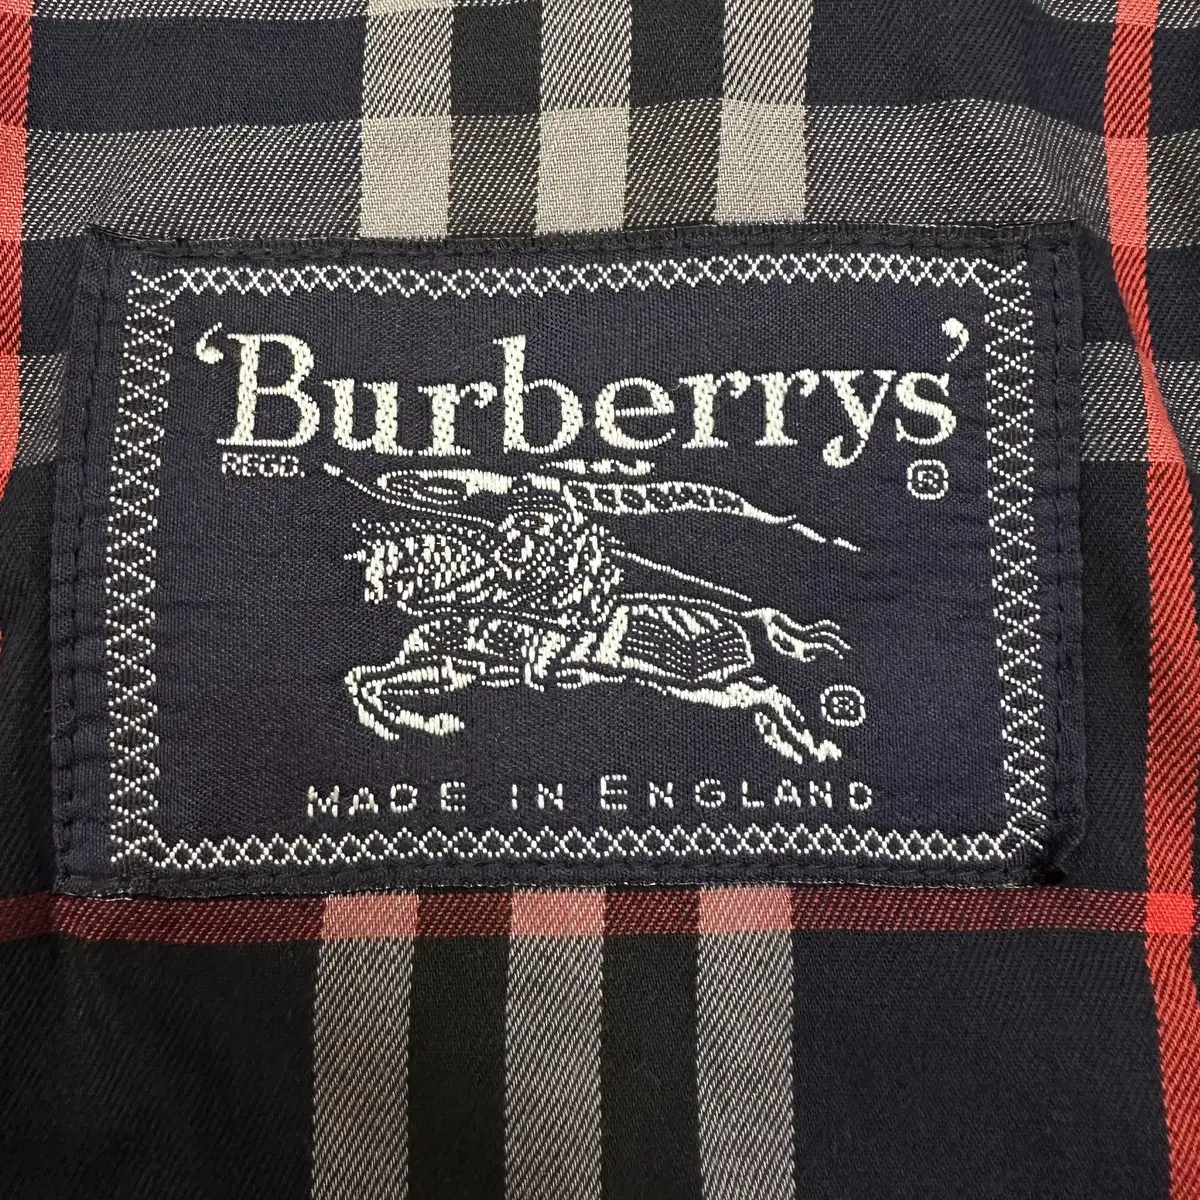 ‘Burberrys’
REGD. ®
®
MADE IN ENGLAND